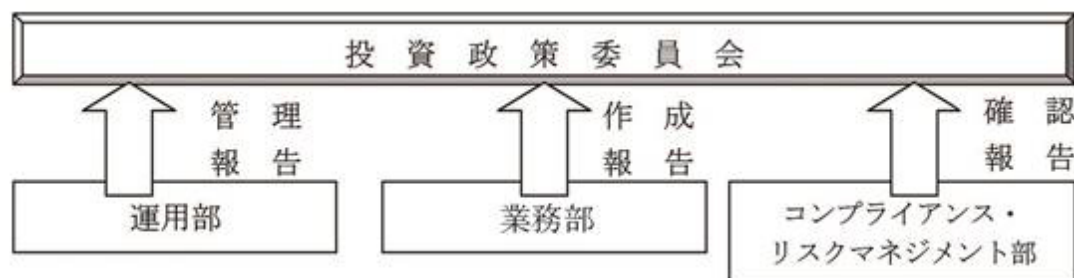 投資政策委員会
管理
報告
作成
報告
確認
報告
運用部
業務部
コンプライアンス・
リスクマネジメント部